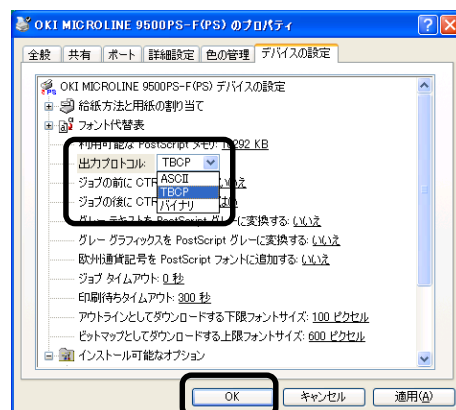 OKI MICROLINE 9500PS-F(PS) のプロパティ
全般 共有 ポート 詳細設定 色の管理 デバイスの設定
OKI MICROLINE 9500PS-F(PS) デバイスの設定
給紙方法と用紙の割り当て
フォント代替表
利用可能な PostScript メモリ: 292 KB
出力プロトコル: TBCP
ASCII
ジョブの前に CTR いいえ
TBCP
ジョブの後に CTR はい
バイナリ
グレー テキストを PostScript グレーに変換する: いいえ
グレー グラフィックスを PostScript グレーに変換する: いいえ
欧州通貨記号を PostScript フォントに追加する: いいえ
ジョブ タイムアウト: 0 秒
印刷待ちタイムアウト: 300 秒
アウトラインとしてダウンロードする下限フォントサイズ: 100 ピクセル
ビットマップとしてダウンロードする上限フォントサイズ: 600 ピクセル
インストール可能なオプション
OK キャンセル 適用(A)